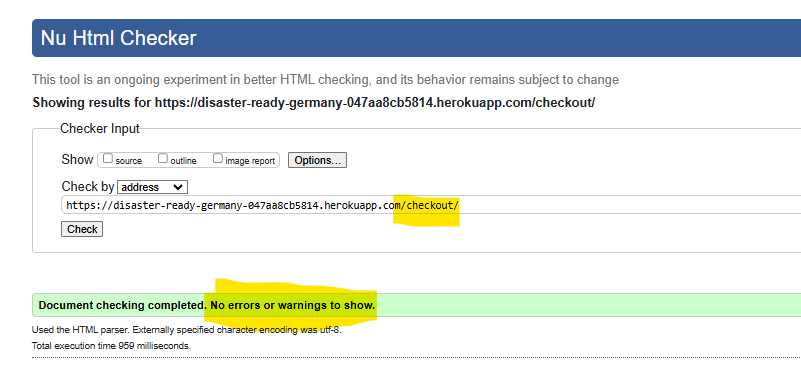 Nu Html Checker
This tool is an ongoing experiment in better HTML checking, and its behavior remains subject to change
Showing results for https://disaster-ready-germany-047aa8cb5814.herokuapp.com/checkout/
Checker Input
Show source outline image report Options...
Check by address
https://disaster-ready-germany-047aa8cb5814.herokuapp.com/checkout/
Check
Document checking completed. No errors or warnings to show.
Used the HTML parser. Externally specified character encoding was utf-8.
Total execution time 959 milliseconds.